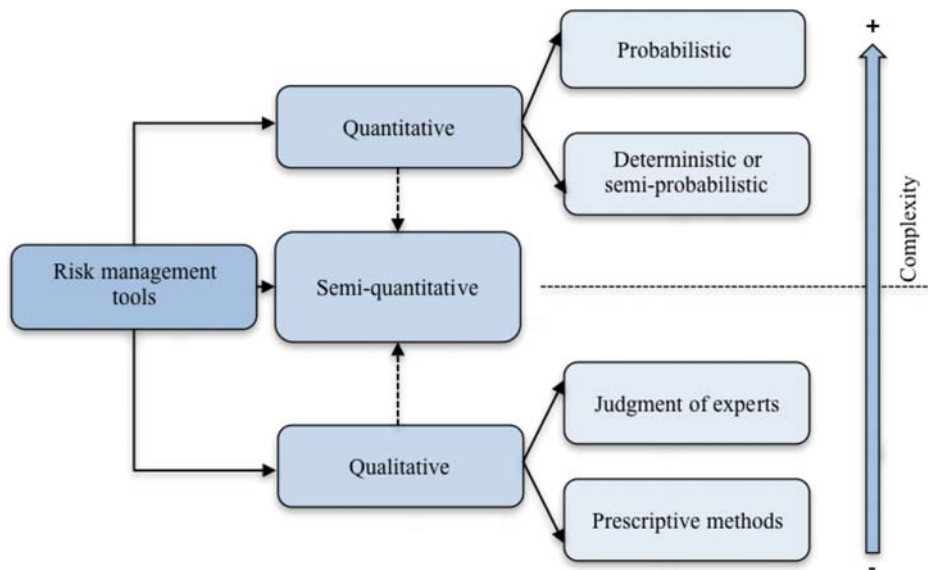 +
Probabilistic
Quantitative
Deterministic or
semi-probabilistic
Complexity
Risk management
tools
Semi-quantitative
Judgment of experts
Qualitative
Prescriptive methods
-